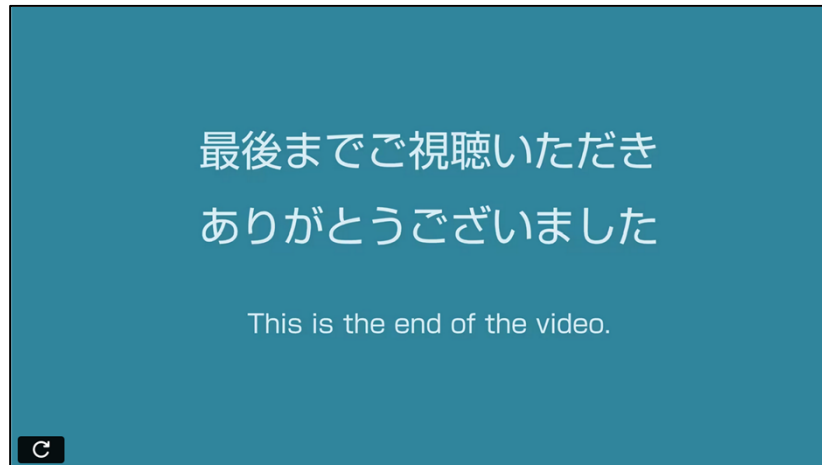 最後までご視聴いただき
ありがとうございました
This is the end of the video.